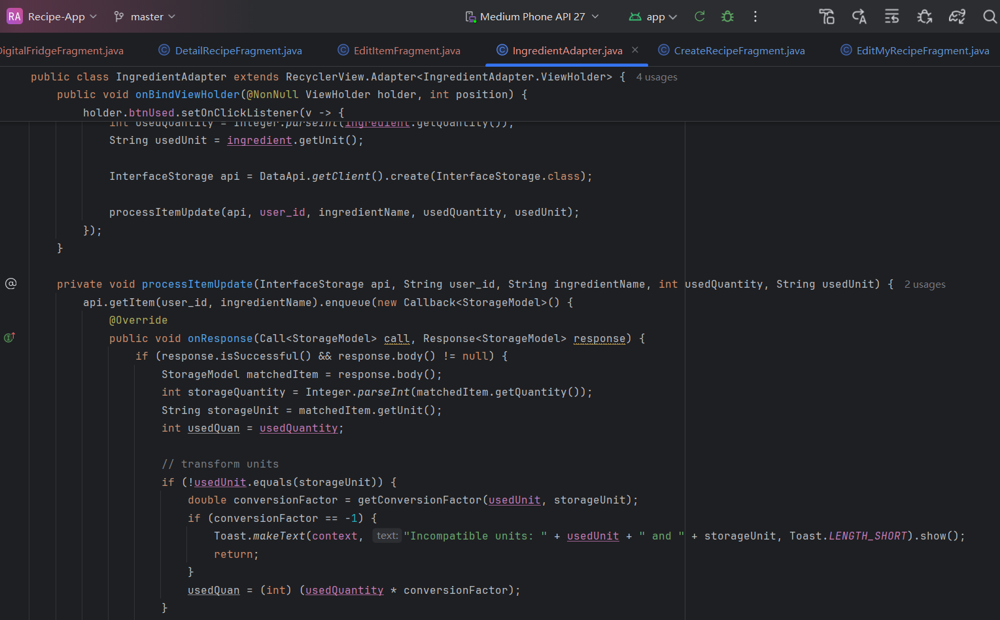 RA Recipe-App master Medium Phone API 27 app
DigitalFridgeFragment.java DetailRecipeFragment.java EditItemFragment.java IngredientAdapter.java CreateRecipeFragment.java EditMyRecipeFragment.java
public class IngredientAdapter extends RecyclerView.Adapter<IngredientAdapter.ViewHolder> { 4 usages
public void onBindViewHolder(@NonNull ViewHolder holder, int position) {
holder.btnUsed.setOnClickListener(v -> {
int usedQuantity = Integer.parseInt(ingredient.getQuantity());
String usedUnit = ingredient.getUnit();
InterfaceStorage api = DataApi.getClient().create(InterfaceStorage.class);
processItemUpdate(api, user_id, ingredientName, usedQuantity, usedUnit);
});
}
private void processItemUpdate(InterfaceStorage api, String user_id, String ingredientName, int usedQuantity, String usedUnit) { 2 usages
api.getItem(user_id, ingredientName).enqueue(new Callback<StorageModel>() {
@Override
public void onResponse(Call<StorageModel> call, Response<StorageModel> response) {
if (response.isSuccessful() && response.body() != null) {
StorageModel matchedItem = response.body();
int storageQuantity = Integer.parseInt(matchedItem.getQuantity());
String storageUnit = matchedItem.getUnit();
int usedQuan = usedQuantity;
// transform units
if (!usedUnit.equals(storageUnit)) {
double conversionFactor = getConversionFactor(usedUnit, storageUnit);
if (conversionFactor == -1) {
Toast.makeText(context, text: "Incompatible units: " + usedUnit + " and " + storageUnit, Toast.LENGTH_SHORT).show();
return;
}
usedQuan = (int) (usedQuantity * conversionFactor);
}